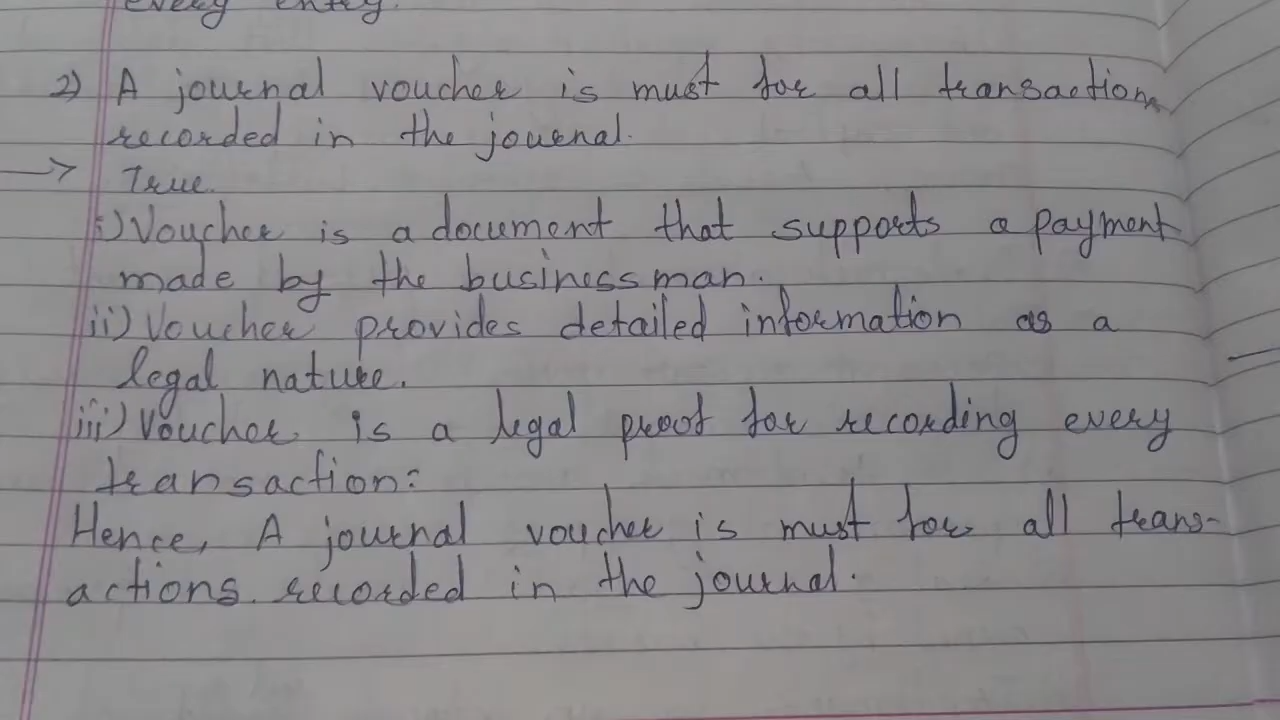 every entry.
2) A journal voucher is must for all transactions
recorded in the journal.
→ True.
i) Voucher is a document that supports a payment
made by the businessman.
ii) Voucher provides detailed information as a
legal nature.
iii) Voucher is a legal proof for recording every
transaction:
Hence, A journal voucher is must for all trans-
actions recorded in the journal.